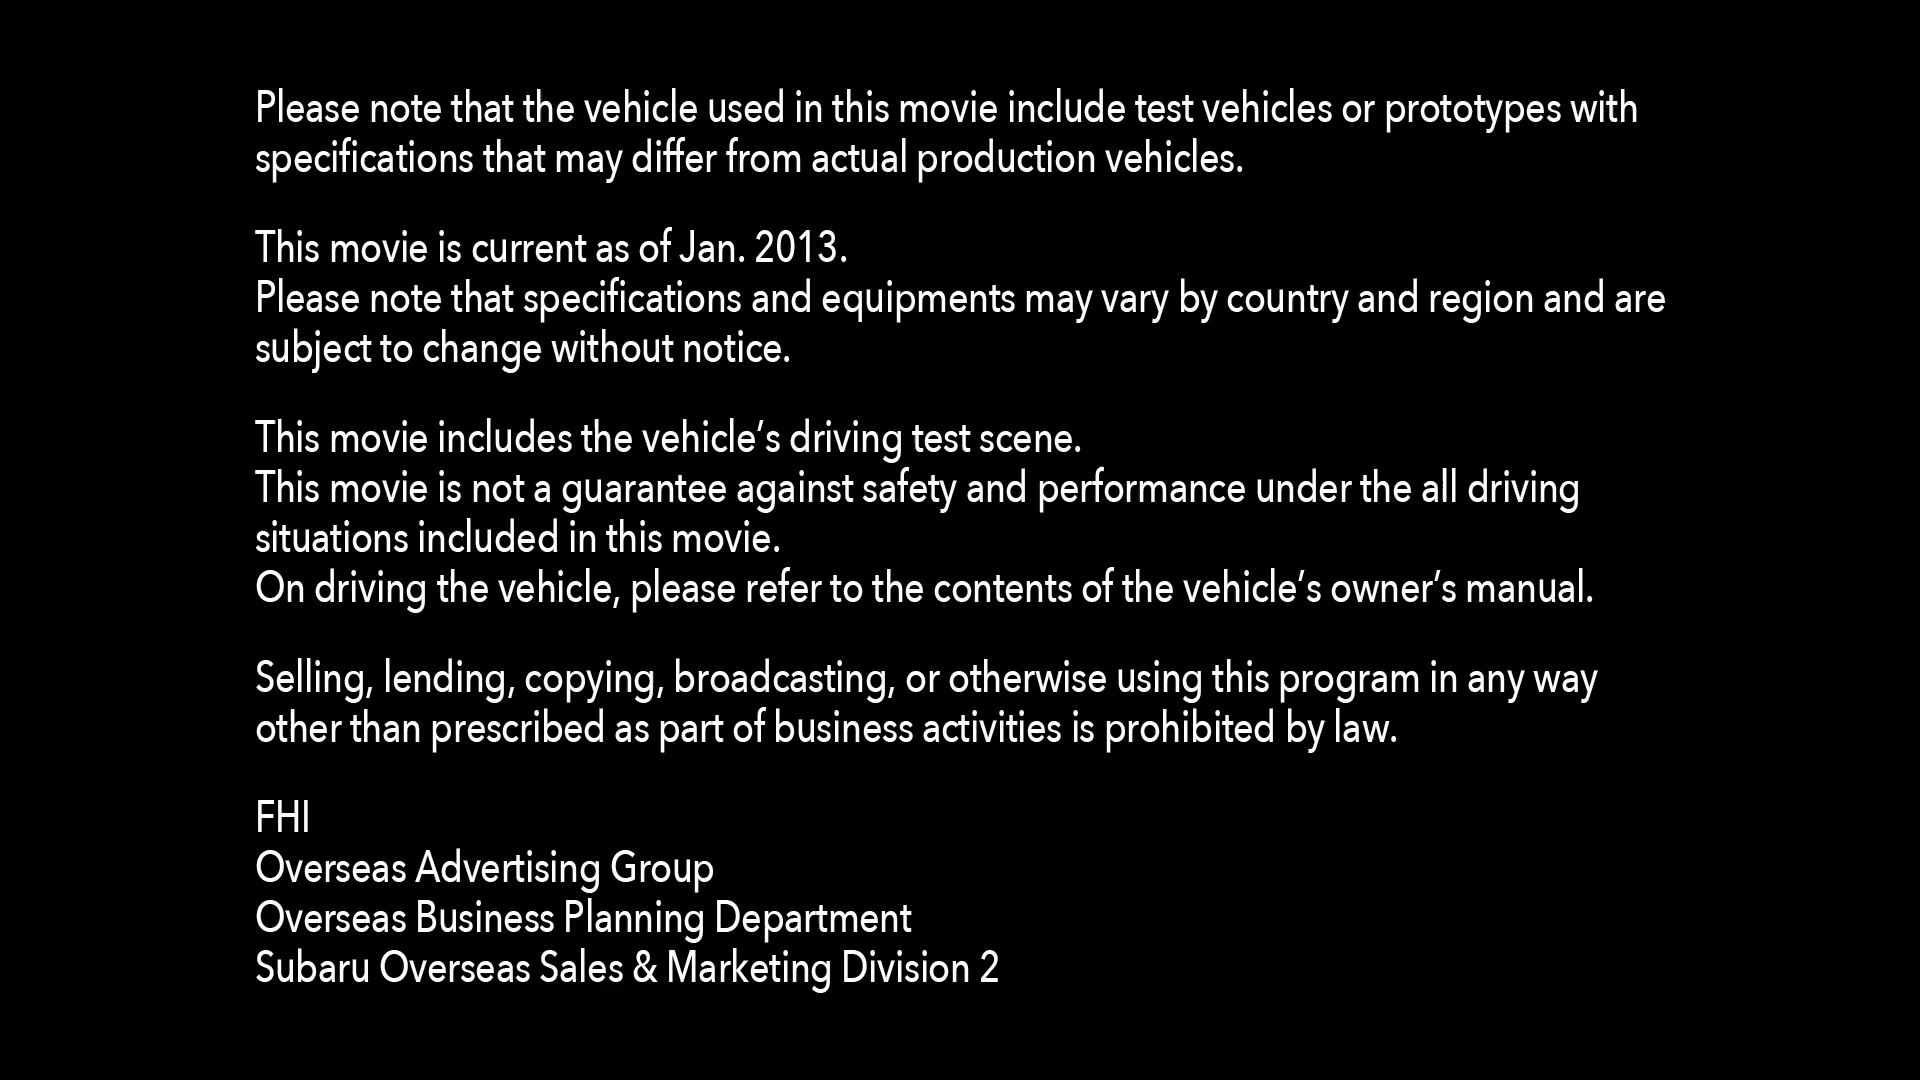 Please note that the vehicle used in this movie include test vehicles or prototypes with
specifications that may differ from actual production vehicles.
This movie is current as of Jan. 2013.
Please note that specifications and equipments may vary by country and region and are
subject to change without notice.
This movie includes the vehicle’s driving test scene.
This movie is not a guarantee against safety and performance under the all driving
situations included in this movie.
On driving the vehicle, please refer to the contents of the vehicle’s owner’s manual.
Selling, lending, copying, broadcasting, or otherwise using this program in any way
other than prescribed as part of business activities is prohibited by law.
FHI
Overseas Advertising Group
Overseas Business Planning Department
Subaru Overseas Sales & Marketing Division 2